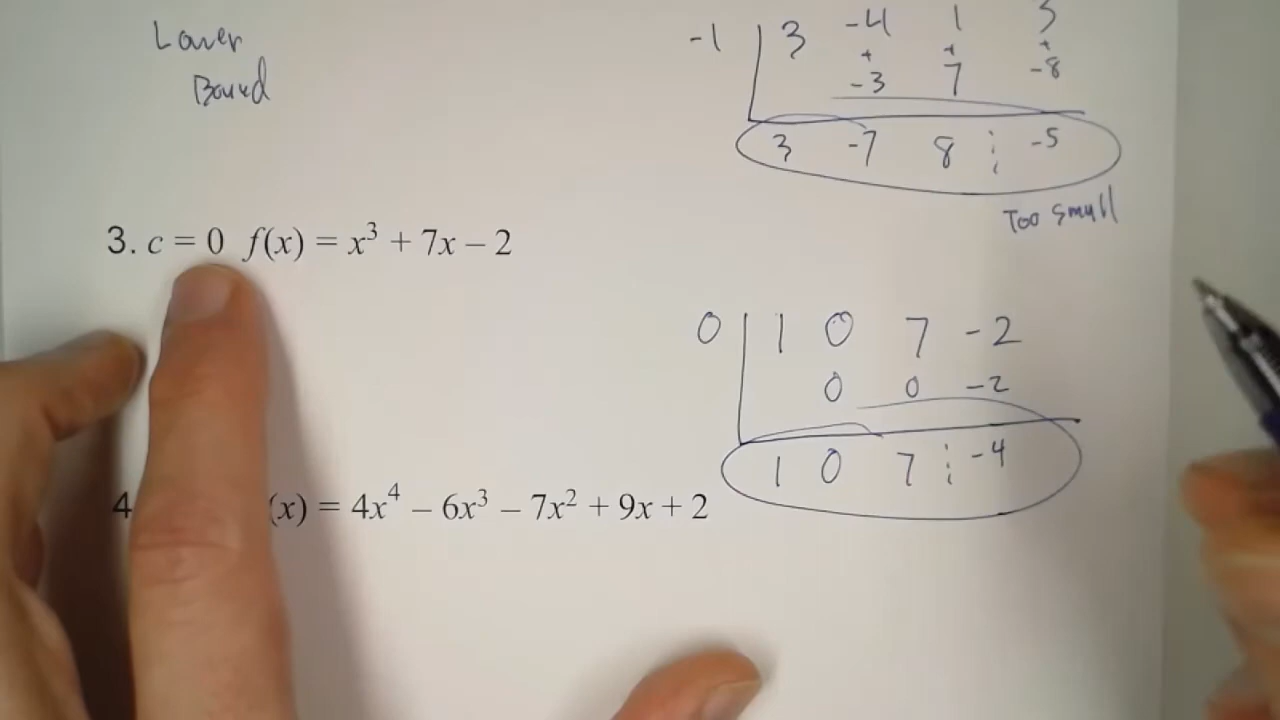 Lower
Bound
-1 3 -4 1 3
+ + +
-3 7 -8
3 -7 8 -5
Too small
3. c = 0 f(x) = x³ + 7x – 2
0 1 0 7 -2
0 0 -2
1 0 7 -4
4 (x) = 4x⁴ – 6x³ – 7x² + 9x + 2